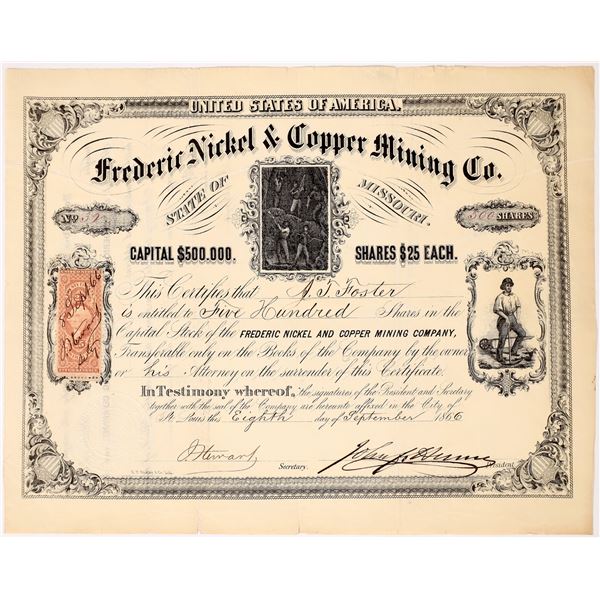 UNITED STATES OF AMERICA.
Frederic Nickel & Copper Mining Co.
STATE OF MISSOURI.
No.
500 SHARES
CAPITAL $500.000.
SHARES $25 EACH.
This Certifies that A. T. Foster
is entitled to Five Hundred Shares in the
Capital Stock of the FREDERIC NICKEL AND COPPER MINING COMPANY,
Transferable only on the Books of the Company by the owner
or his Attorney on the surrender of this Certificate.
In Testimony whereof, the signatures of the President and Secretary
together with the seal of the Company are hereunto affixed in the City of
St Louis this Eighth day of September 1866
Secretary.
President